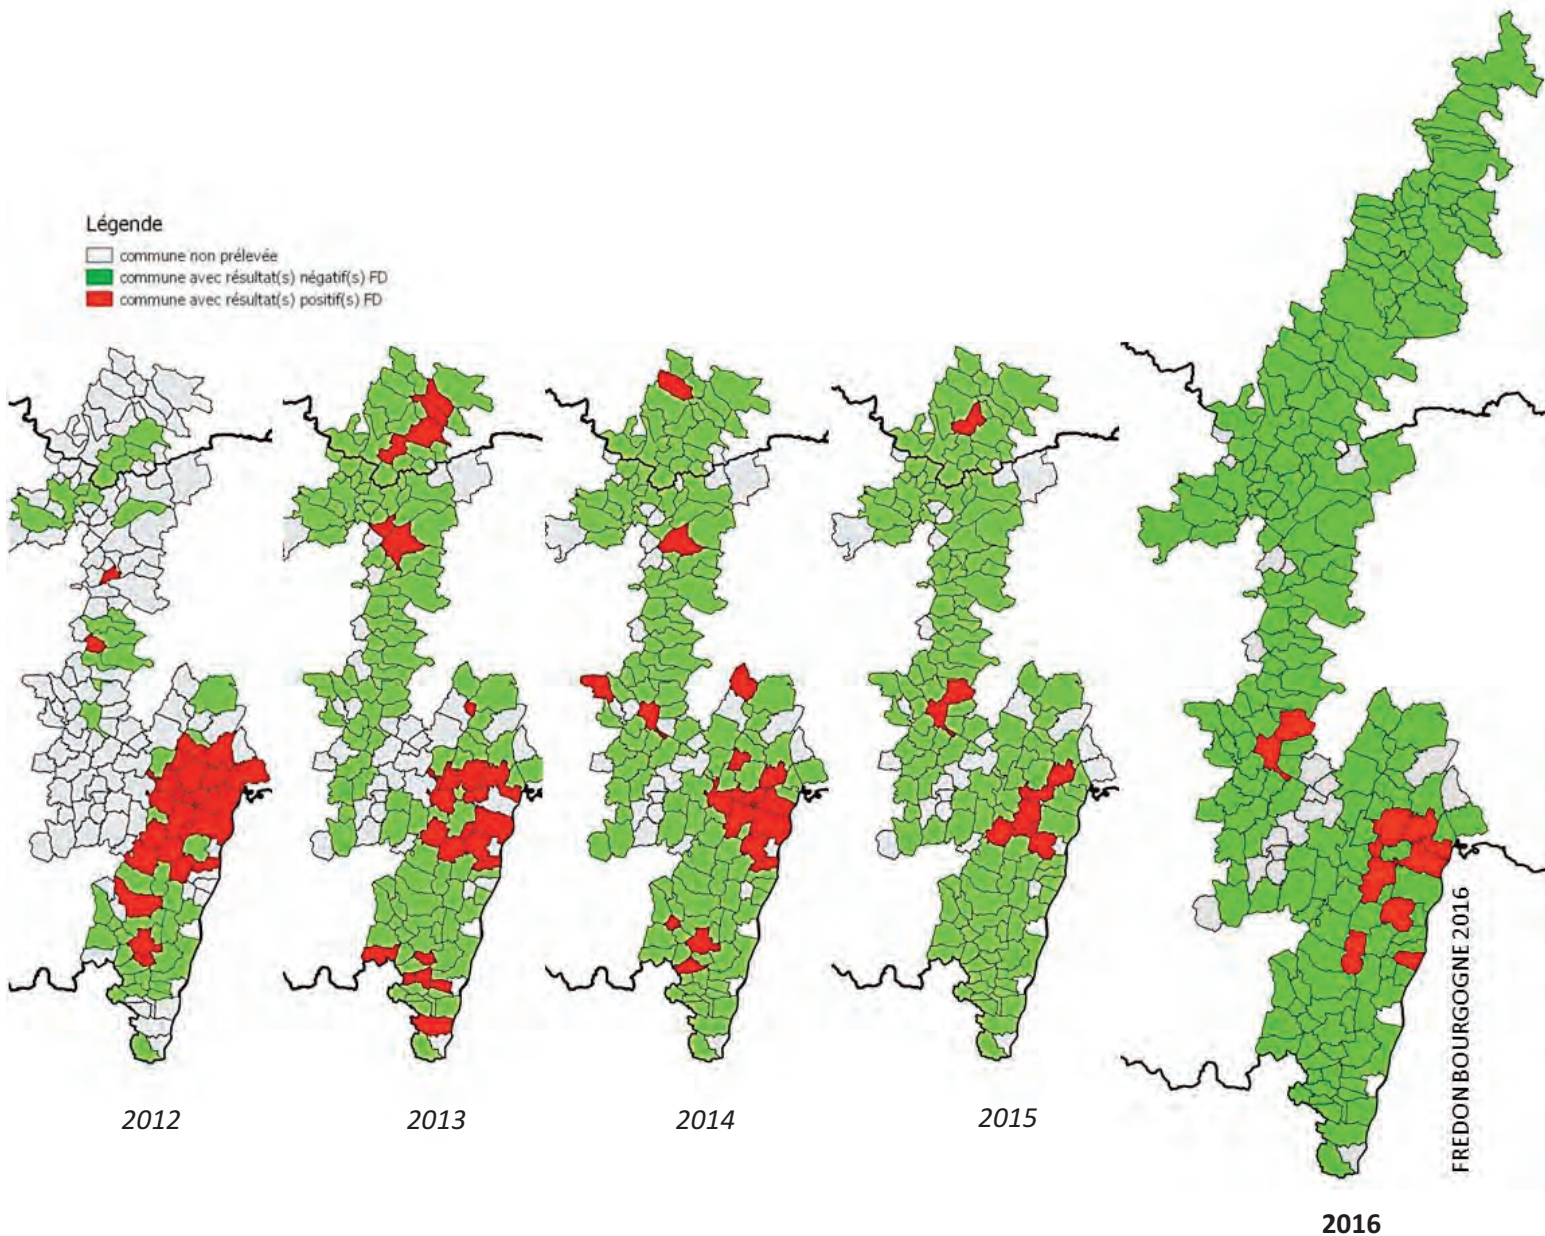 Légende
commune non prélevée
commune avec résultat(s) négatif(s) FD
commune avec résultat(s) positif(s) FD
2012
2013
2014
2015
2016
FREDON BOURGOGNE 2016